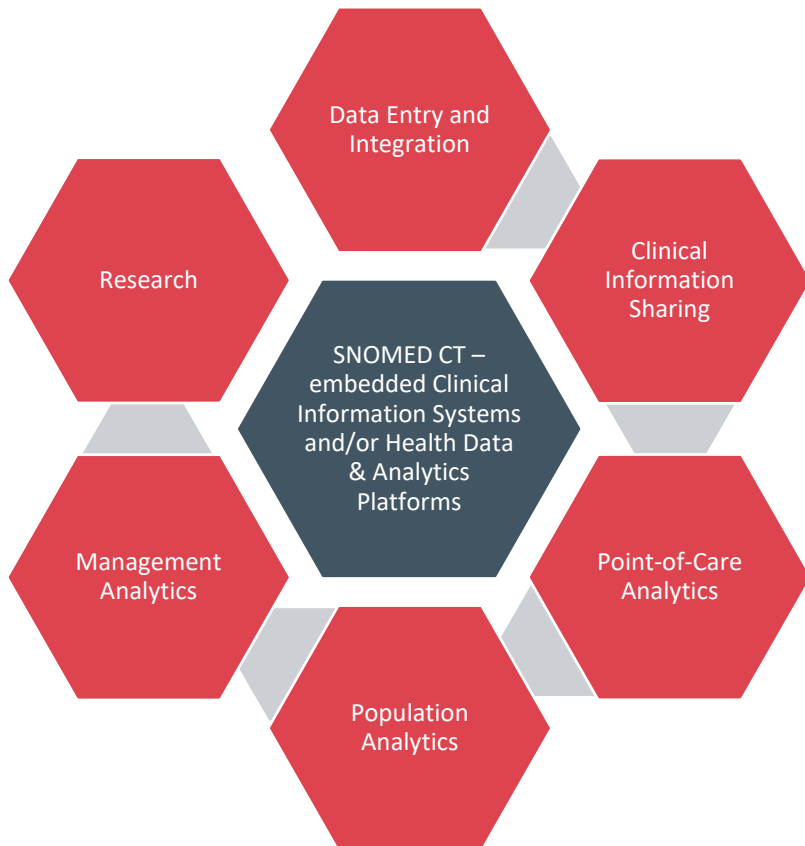 Data Entry and
Integration
Clinical
Information
Sharing
Point-of-Care
Analytics
Population
Analytics
Management
Analytics
Research
SNOMED CT –
embedded Clinical
Information Systems
and/or Health Data
& Analytics
Platforms